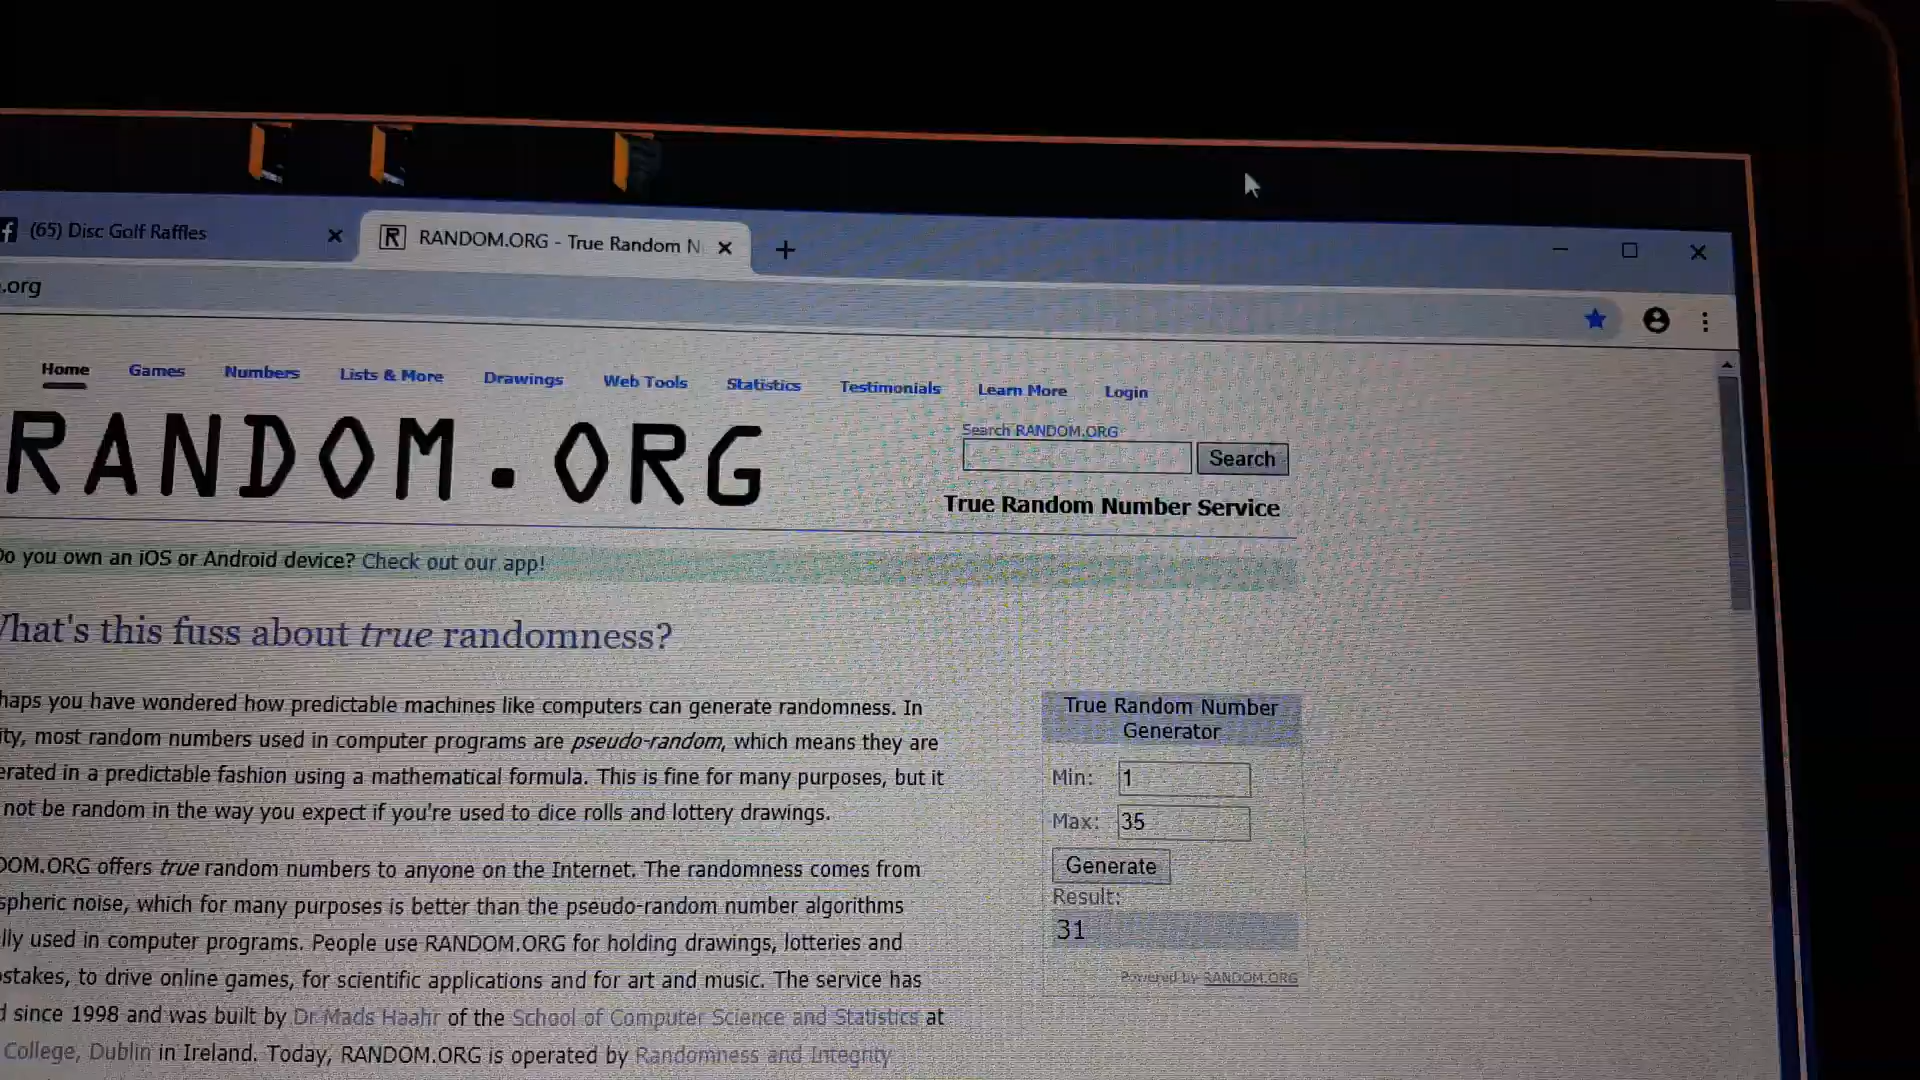 (65) Disc Golf Raffles
R RANDOM.ORG - True Random N
.org
Home Games Numbers Lists & More Drawings Web Tools Statistics Testimonials Learn More Login
RANDOM.ORG
Search RANDOM.ORG
Search
True Random Number Service
Do you own an iOS or Android device? Check out our app!
What's this fuss about true randomness?
haps you have wondered how predictable machines like computers can generate randomness. In
ity, most random numbers used in computer programs are pseudo-random, which means they are
erated in a predictable fashion using a mathematical formula. This is fine for many purposes, but it
not be random in the way you expect if you're used to dice rolls and lottery drawings.
DOM.ORG offers true random numbers to anyone on the Internet. The randomness comes from
spheric noise, which for many purposes is better than the pseudo-random number algorithms
lly used in computer programs. People use RANDOM.ORG for holding drawings, lotteries and
pstakes, to drive online games, for scientific applications and for art and music. The service has
d since 1998 and was built by Dr Mads Haahr of the School of Computer Science and Statistics at
College, Dublin in Ireland. Today, RANDOM.ORG is operated by Randomness and Integrity
True Random Number
Generator
Min: 1
Max: 35
Generate
Result:
31
Powered by RANDOM.ORG